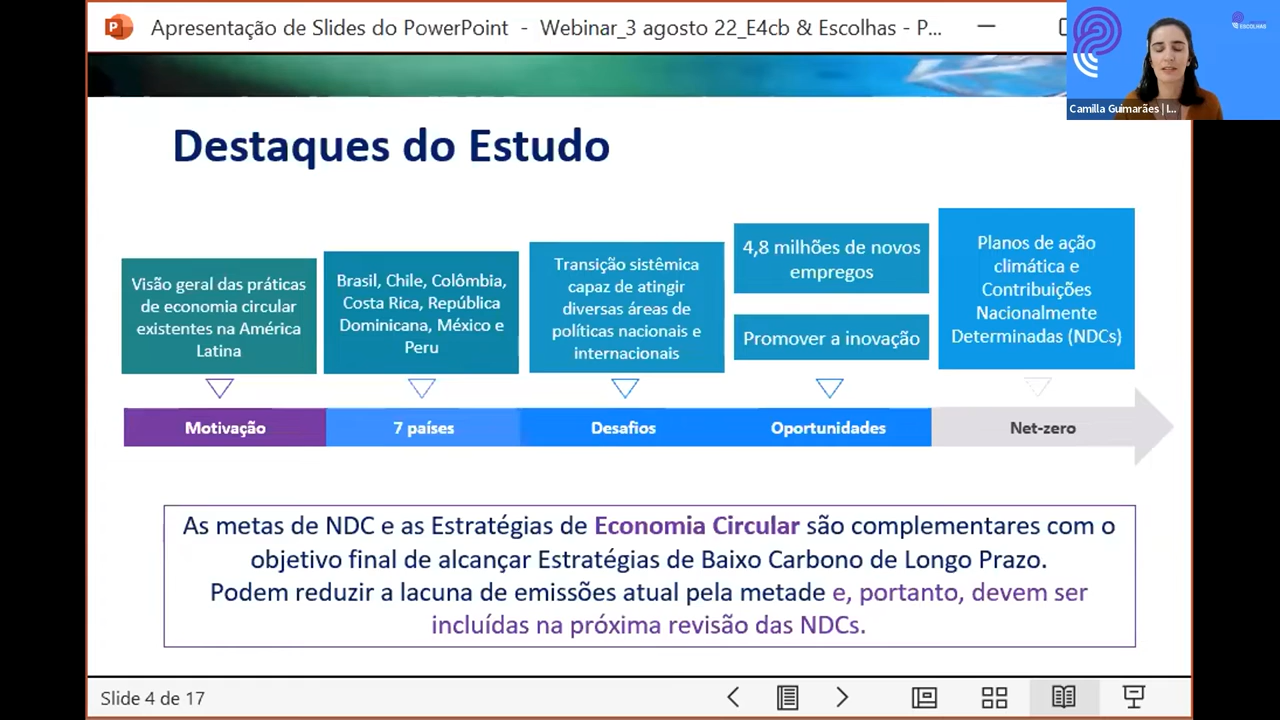 Apresentação de Slides do PowerPoint - Webinar_3 agosto 22_E4cb & Escolhas - P...
ESCOLHAS
Camilla Guimarães | I...
Destaques do Estudo
Visão geral das práticas
de economia circular
existentes na América
Latina
Brasil, Chile, Colômbia,
Costa Rica, República
Dominicana, México e
Peru
Transição sistêmica
capaz de atingir
diversas áreas de
políticas nacionais e
internacionais
4,8 milhões de novos
empregos
Promover a inovação
Planos de ação
climática e
Contribuições
Nacionalmente
Determinadas (NDCs)
Motivação
7 países
Desafios
Oportunidades
Net-zero
As metas de NDC e as Estratégias de Economia Circular são complementares com o
objetivo final de alcançar Estratégias de Baixo Carbono de Longo Prazo.
Podem reduzir a lacuna de emissões atual pela metade e, portanto, devem ser
incluídas na próxima revisão das NDCs.
Slide 4 de 17